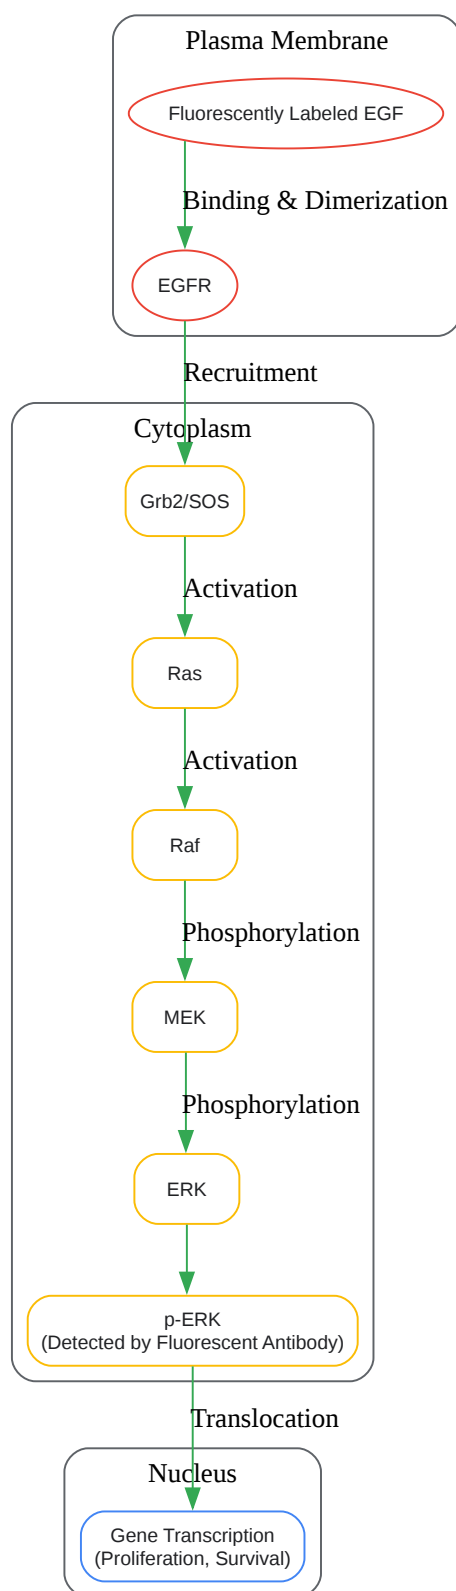 Plasma Membrane
Fluorescently Labeled EGF
Binding & Dimerization
EGFR
Recruitment
Cytoplasm
Grb2/SOS
Activation
Ras
Activation
Raf
Phosphorylation
MEK
Phosphorylation
ERK
p-ERK
(Detected by Fluorescent Antibody)
Translocation
Nucleus
Gene Transcription
(Proliferation, Survival)